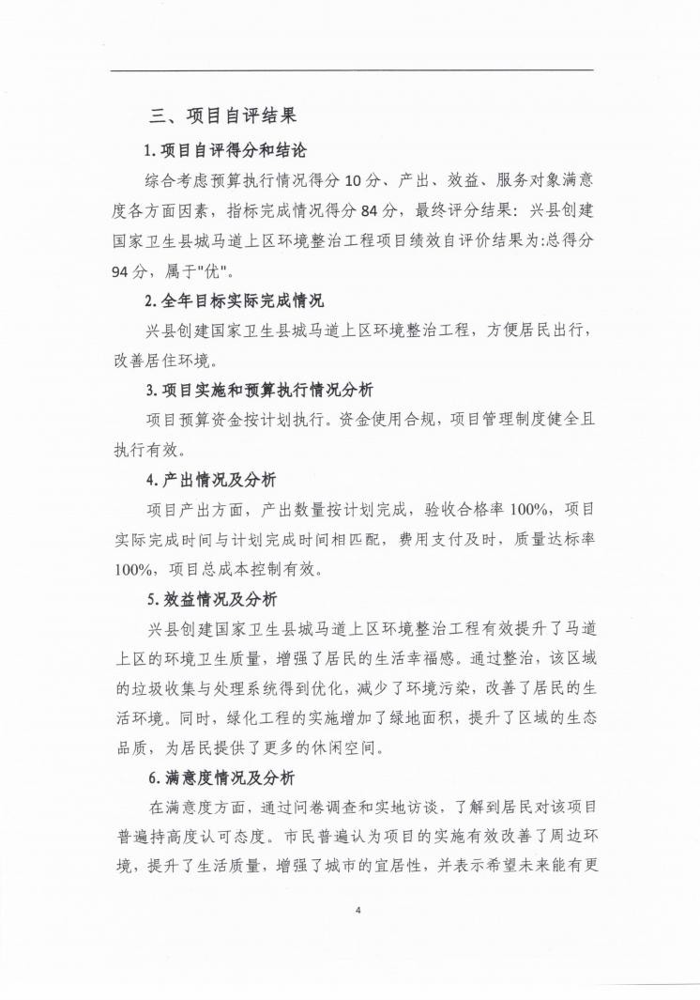 三、项目自评结果
1.项目自评得分和结论
综合考虑预算执行情况得分 10 分、产出、效益、服务对象满意
度各方面因素，指标完成情况得分 84 分，最终评分结果：兴县创建
国家卫生县城马道上区环境整治工程项目绩效自评价结果为:总得分
94 分，属于"优"。
2.全年目标实际完成情况
兴县创建国家卫生县城马道上区环境整治工程，方便居民出行，
改善居住环境。
3.项目实施和预算执行情况分析
项目预算资金按计划执行。资金使用合规，项目管理制度健全且
执行有效。
4.产出情况及分析
项目产出方面，产出数量按计划完成，验收合格率 100%，项目
实际完成时间与计划完成时间相匹配，费用支付及时，质量达标率
100%，项目总成本控制有效。
5.效益情况及分析
兴县创建国家卫生县城马道上区环境整治工程有效提升了马道
上区的环境卫生质量，增强了居民的生活幸福感。通过整治，该区域
的垃圾收集与处理系统得到优化，减少了环境污染，改善了居民的生
活环境。同时，绿化工程的实施增加了绿地面积，提升了区域的生态
品质，为居民提供了更多的休闲空间。
6.满意度情况及分析
在满意度方面，通过问卷调查和实地访谈，了解到居民对该项目
普遍持高度认可态度。市民普遍认为项目的实施有效改善了周边环
境，提升了生活质量，增强了城市的宜居性，并表示希望未来能有更
4